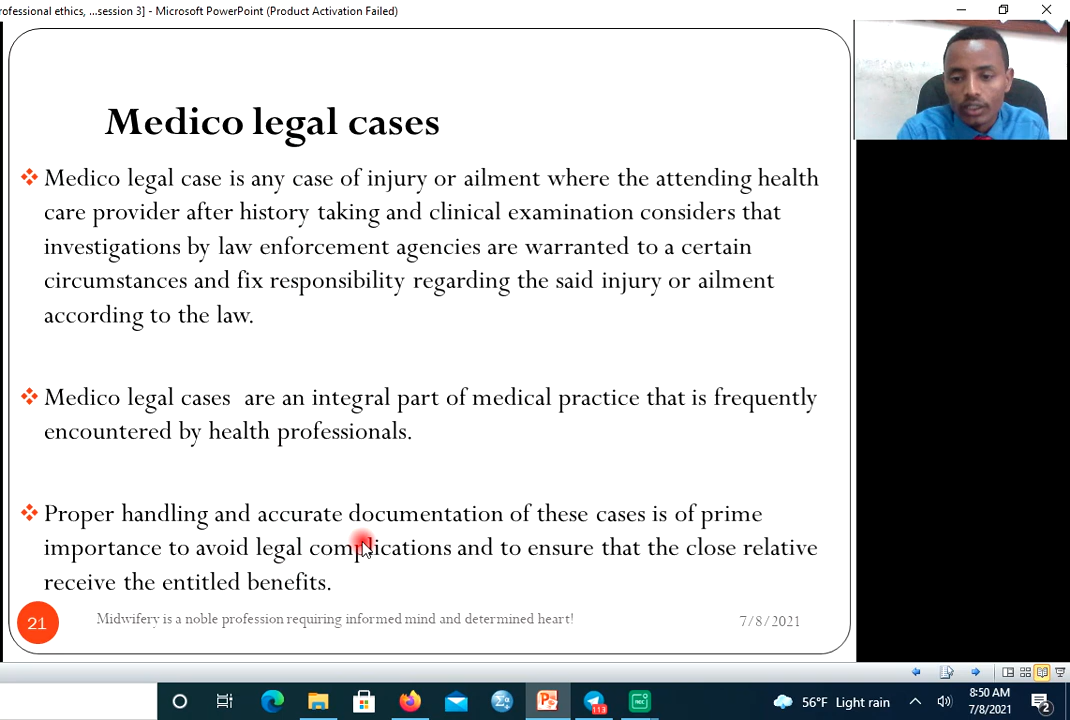 rofessional ethics, ...session 3] - Microsoft PowerPoint (Product Activation Failed)
Medico legal cases
Medico legal case is any case of injury or ailment where the attending health
care provider after history taking and clinical examination considers that
investigations by law enforcement agencies are warranted to a certain
circumstances and fix responsibility regarding the said injury or ailment
according to the law.
Medico legal cases are an integral part of medical practice that is frequently
encountered by health professionals.
Proper handling and accurate documentation of these cases is of prime
importance to avoid legal complications and to ensure that the close relative
receive the entitled benefits.
21
Midwifery is a noble profession requiring informed mind and determined heart!
7/8/2021
113
REC
56°F Light rain
8:50 AM
7/8/2021
2